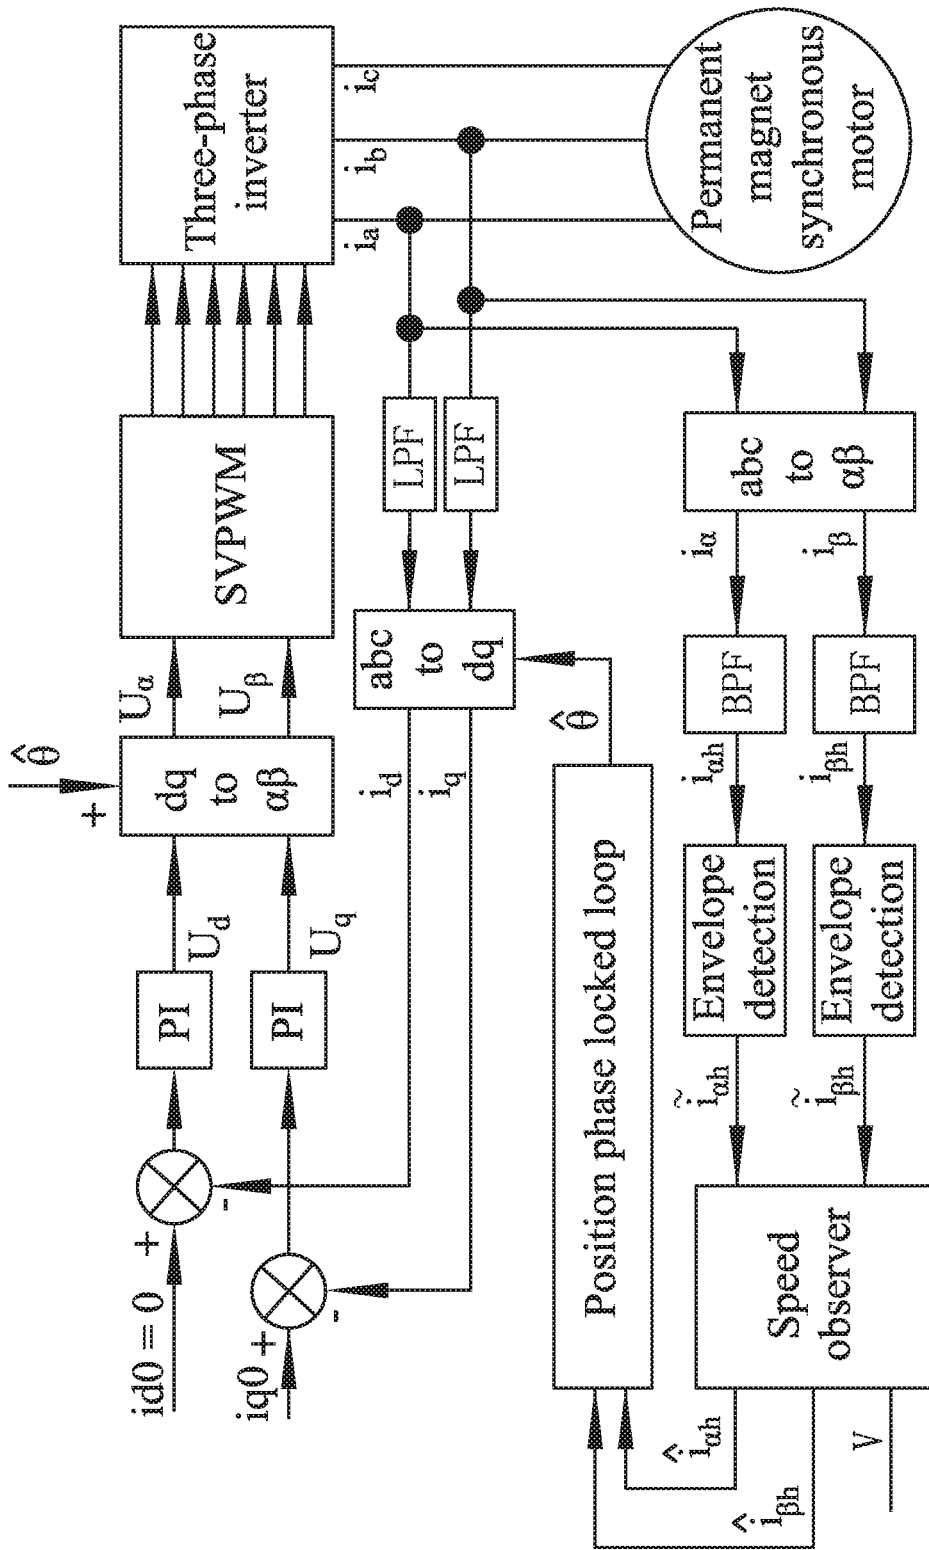 θ̂
+
id0 = 0
+
-
PI
U_d
dq
to
αβ
U_α
SVPWM
Three-phase
inverter
iq0
+
-
PI
U_q
U_β
i_a
i_b
i_c
i_d
i_q
abc
to
dq
LPF
LPF
θ̂
Position phase locked loop
Permanent
magnet
synchronous
motor
î_αh
î_βh
V
Speed
observer
ĩ_αh
Envelope
detection
i_αh
BPF
i_α
abc
to
αβ
ĩ_βh
Envelope
detection
i_βh
BPF
i_β